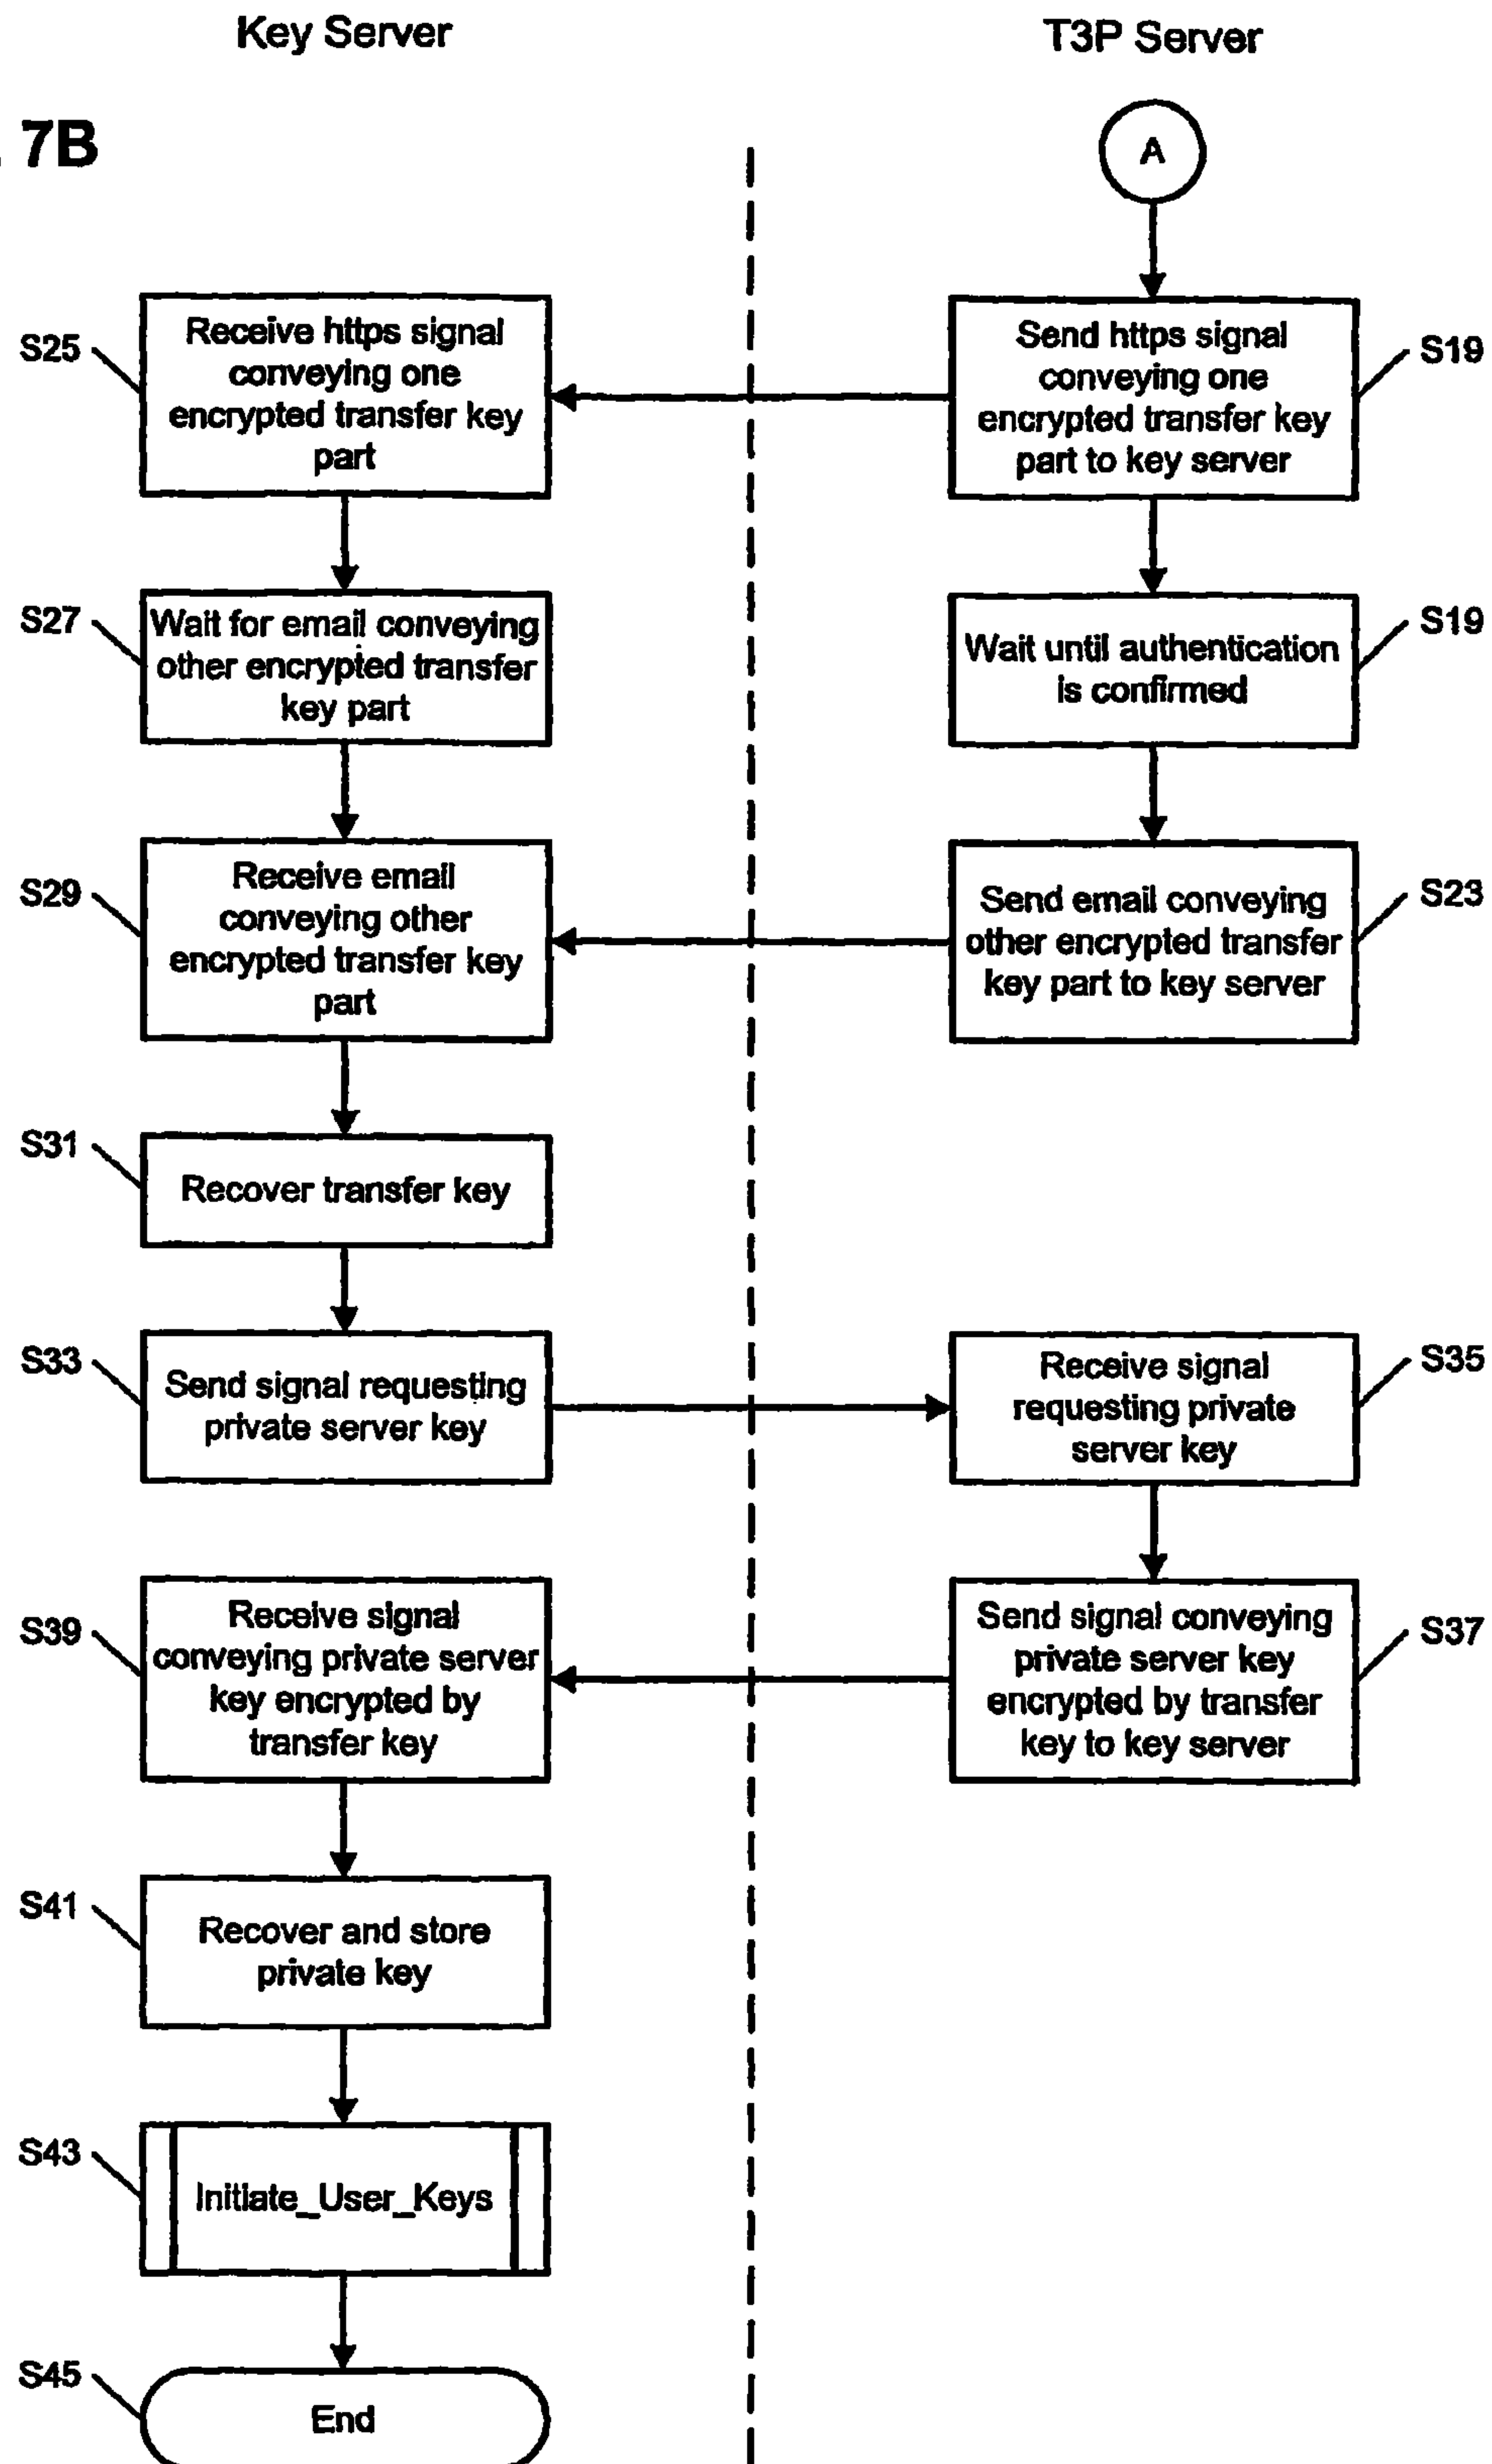 Key Server
T3P Server
. 7B
A
S25
Receive https signal
conveying one
encrypted transfer key
part
Send https signal
conveying one
encrypted transfer key
part to key server
S19
S27
Wait for email conveying
other encrypted transfer
key part
Wait until authentication
is confirmed
S19
S29
Receive email
conveying other
encrypted transfer key
part
Send email conveying
other encrypted transfer
key part to key server
S23
S31
Recover transfer key
S33
Send signal requesting
private server key
Receive signal
requesting private
server key
S35
S39
Receive signal
conveying private server
key encrypted by
transfer key
Send signal conveying
private server key
encrypted by transfer
key to key server
S37
S41
Recover and store
private key
S43
Initiate_User_Keys
S45
End